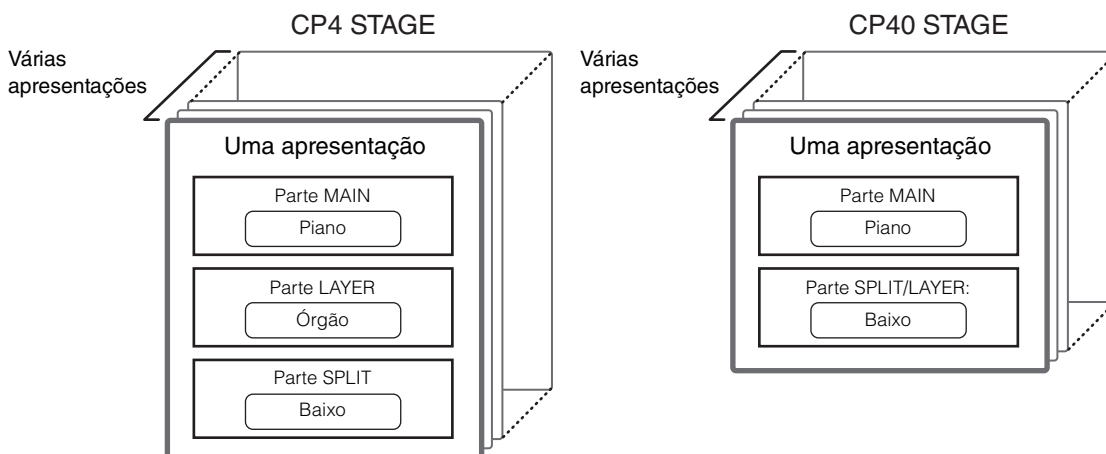 CP4 STAGE
Várias
apresentações
Uma apresentação
Parte MAIN
Piano
Parte LAYER
Órgão
Parte SPLIT
Baixo
CP40 STAGE
Várias
apresentações
Uma apresentação
Parte MAIN
Piano
Parte SPLIT/LAYER:
Baixo